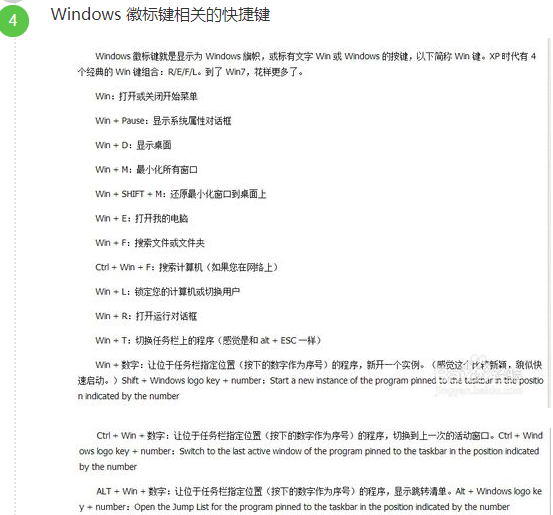 4
Windows 徽标键相关的快捷键
Windows 徽标键就是显示为 Windows 旗帜，或标有文字 Win 或 Windows 的按键，以下简称 Win 键。XP 时代有 4
个经典的 Win 键组合：R/E/F/L。到了 Win7，花样更多了。
Win：打开或关闭开始菜单
Win + Pause：显示系统属性对话框
Win + D：显示桌面
Win + M：最小化所有窗口
Win + SHIFT + M：还原最小化窗口到桌面上
Win + E：打开我的电脑
Win + F：搜索文件或文件夹
Ctrl + Win + F：搜索计算机（如果您在网络上）
Win + L：锁定您的计算机或切换用户
Win + R：打开运行对话框
Win + T：切换任务栏上的程序（感觉是和 alt + ESC 一样）
Win + 数字：让位于任务栏指定位置（按下的数字作为序号）的程序，新开一个实例。（感觉这个比较新颖，貌似快
速启动。）Shift + Windows logo key + number：Start a new instance of the program pinned to the taskbar in the positio
n indicated by the number
Ctrl + Win + 数字：让位于任务栏指定位置（按下的数字作为序号）的程序，切换到上一次的活动窗口。Ctrl + Wind
ows logo key + number：Switch to the last active window of the program pinned to the taskbar in the position indicated
by the number
ALT + Win + 数字：让位于任务栏指定位置（按下的数字作为序号）的程序，显示跳转清单。Alt + Windows logo ke
y + number：Open the Jump List for the program pinned to the taskbar in the position indicated by the number